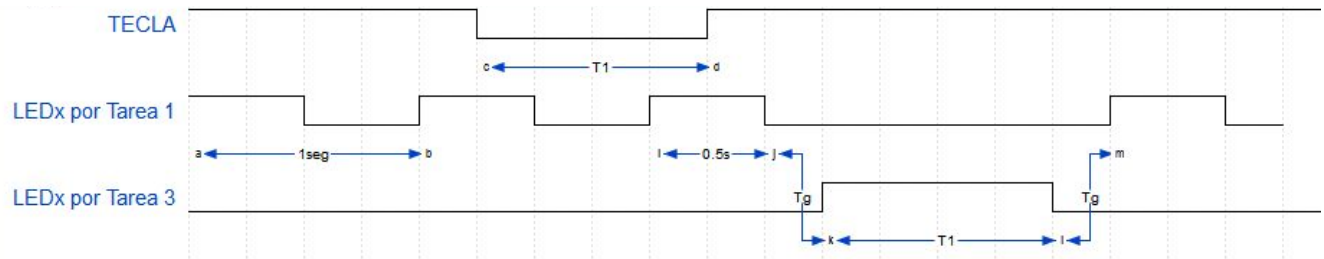 TECLA
c T1 d
LEDx por Tarea 1
a 1seg b i 0.5s j m
LEDx por Tarea 3
Tg Tg
k T1 l